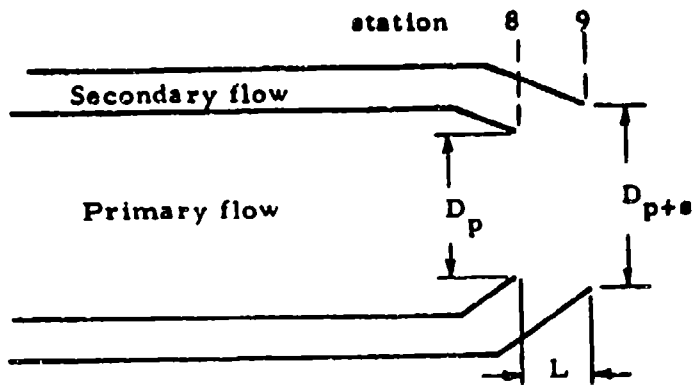 station 8 9
Secondary flow
Primary flow
D_p
D_p+s
L